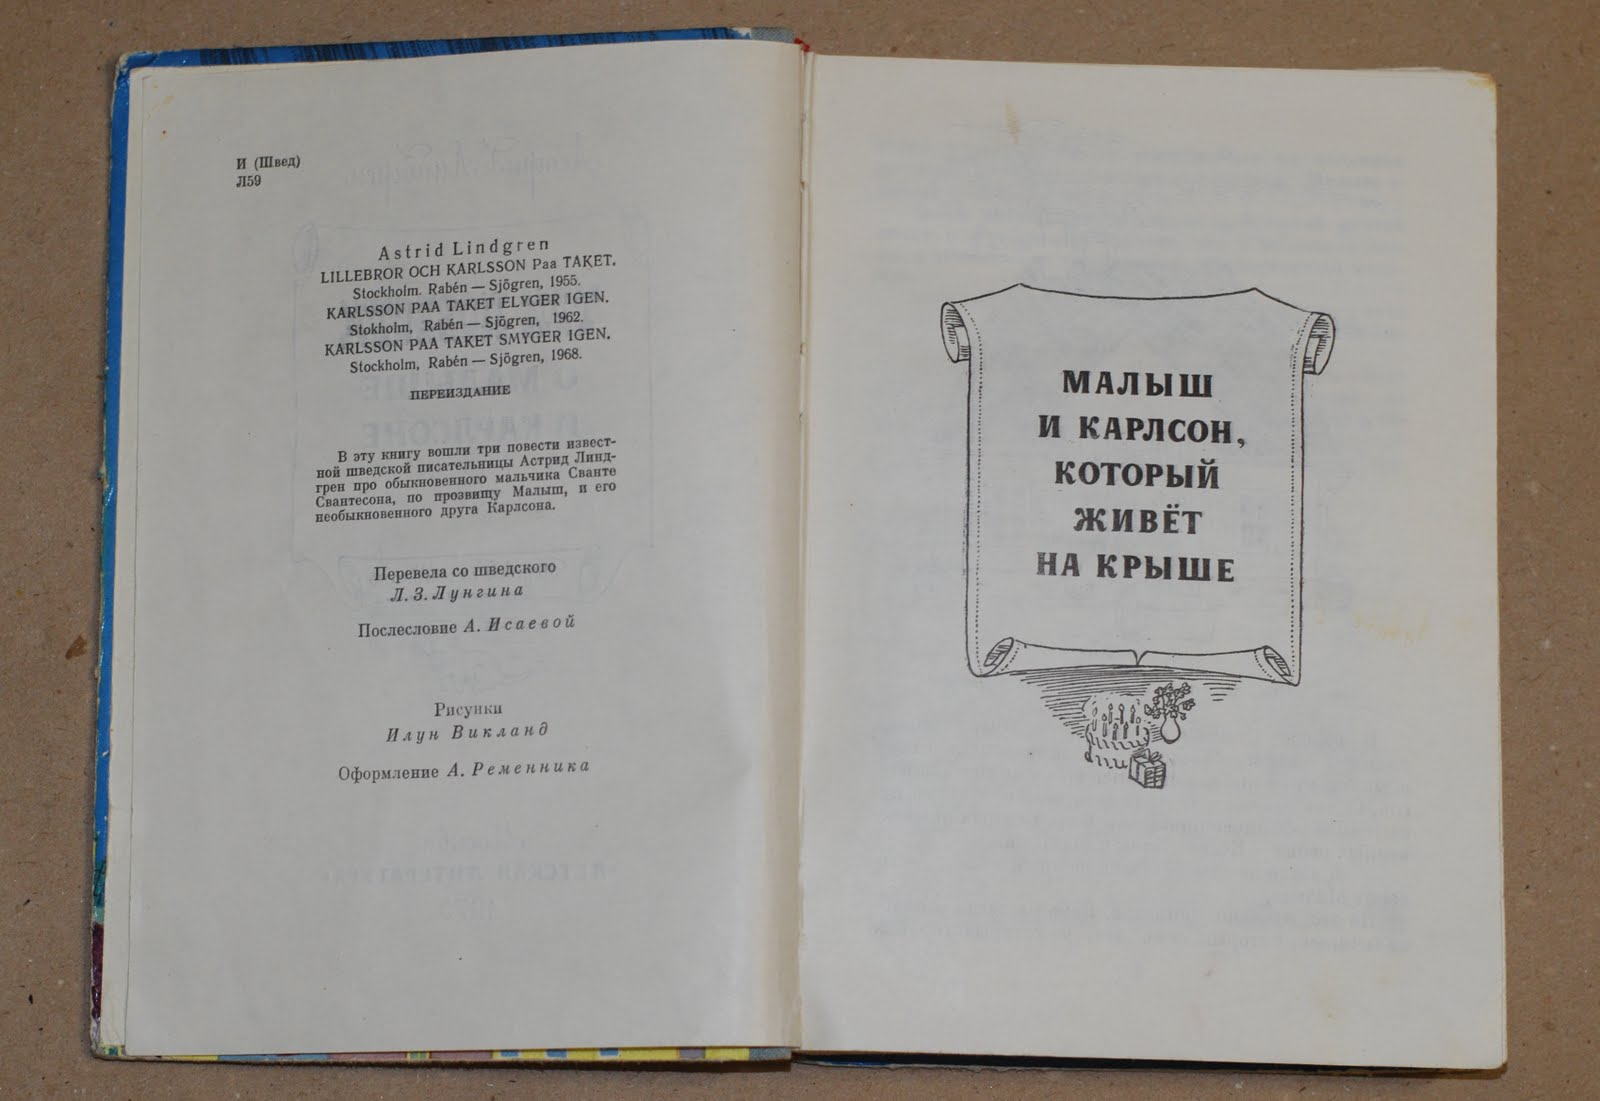 И (Швед)
Л59
Astrid Lindgren
LILLEBROR OCH KARLSSON Paa TAKET.
Stockholm. Rabén — Sjögren, 1955.
KARLSSON PAA TAKET ELYGER IGEN.
Stokholm, Rabén — Sjögren, 1962.
KARLSSON PAA TAKET SMYGER IGEN.
Stockholm, Rabén — Sjögren, 1968.
ПЕРЕИЗДАНИЕ
В эту книгу вошли три повести извест-
ной шведской писательницы Астрид Линд-
грен про обыкновенного мальчика Сванте
Свантесона, по прозвищу Малыш, и его
необыкновенного друга Карлсона.
Перевела со шведского
Л. З. Лунгина
Послесловие А. Исаевой
Рисунки
Илун Викланд
Оформление А. Ременника
МАЛЫШ
И КАРЛСОН,
КОТОРЫЙ
ЖИВЁТ
НА КРЫШЕ